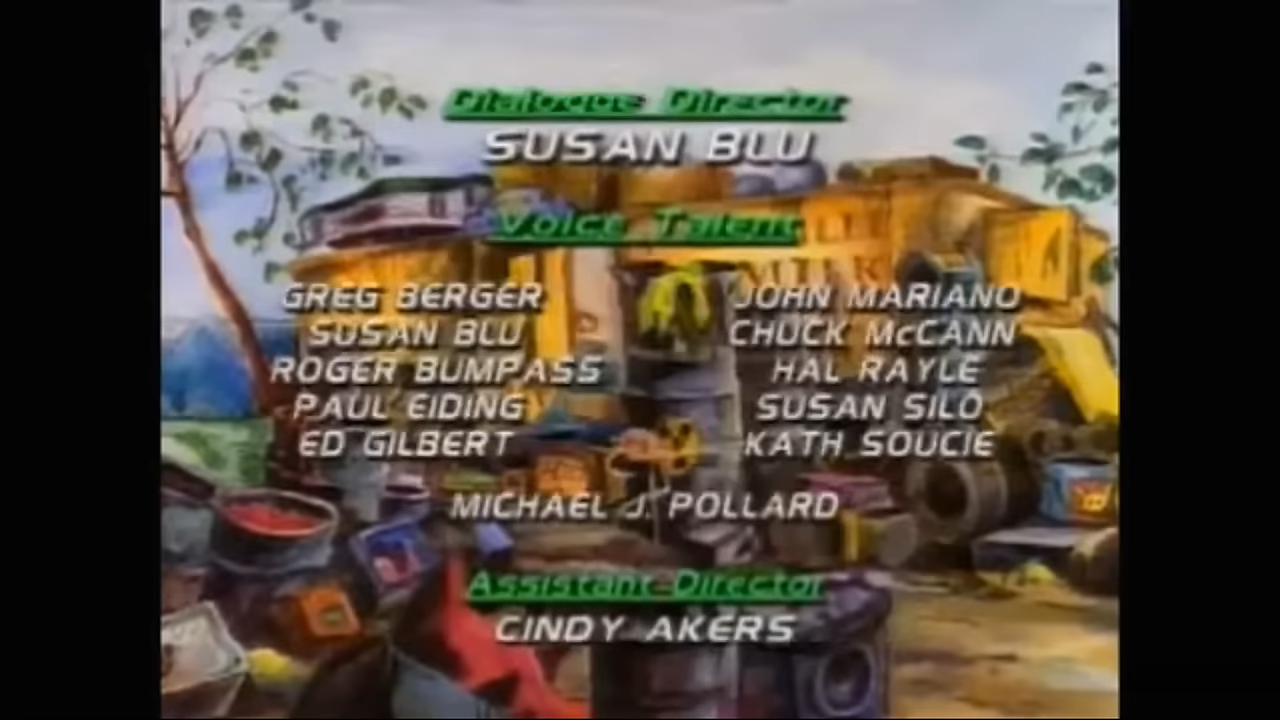 Dialogue Director
SUSAN BLU
Voice Talent
MILK
GREG BERGER
JOHN MARIANO
SUSAN BLU
CHUCK McCANN
ROGER BUMPASS
HAL RAYLE
PAUL EIDING
SUSAN SILO
ED GILBERT
KATH SOUCIE
MICHAEL J. POLLARD
Assistant Director
CINDY AKERS